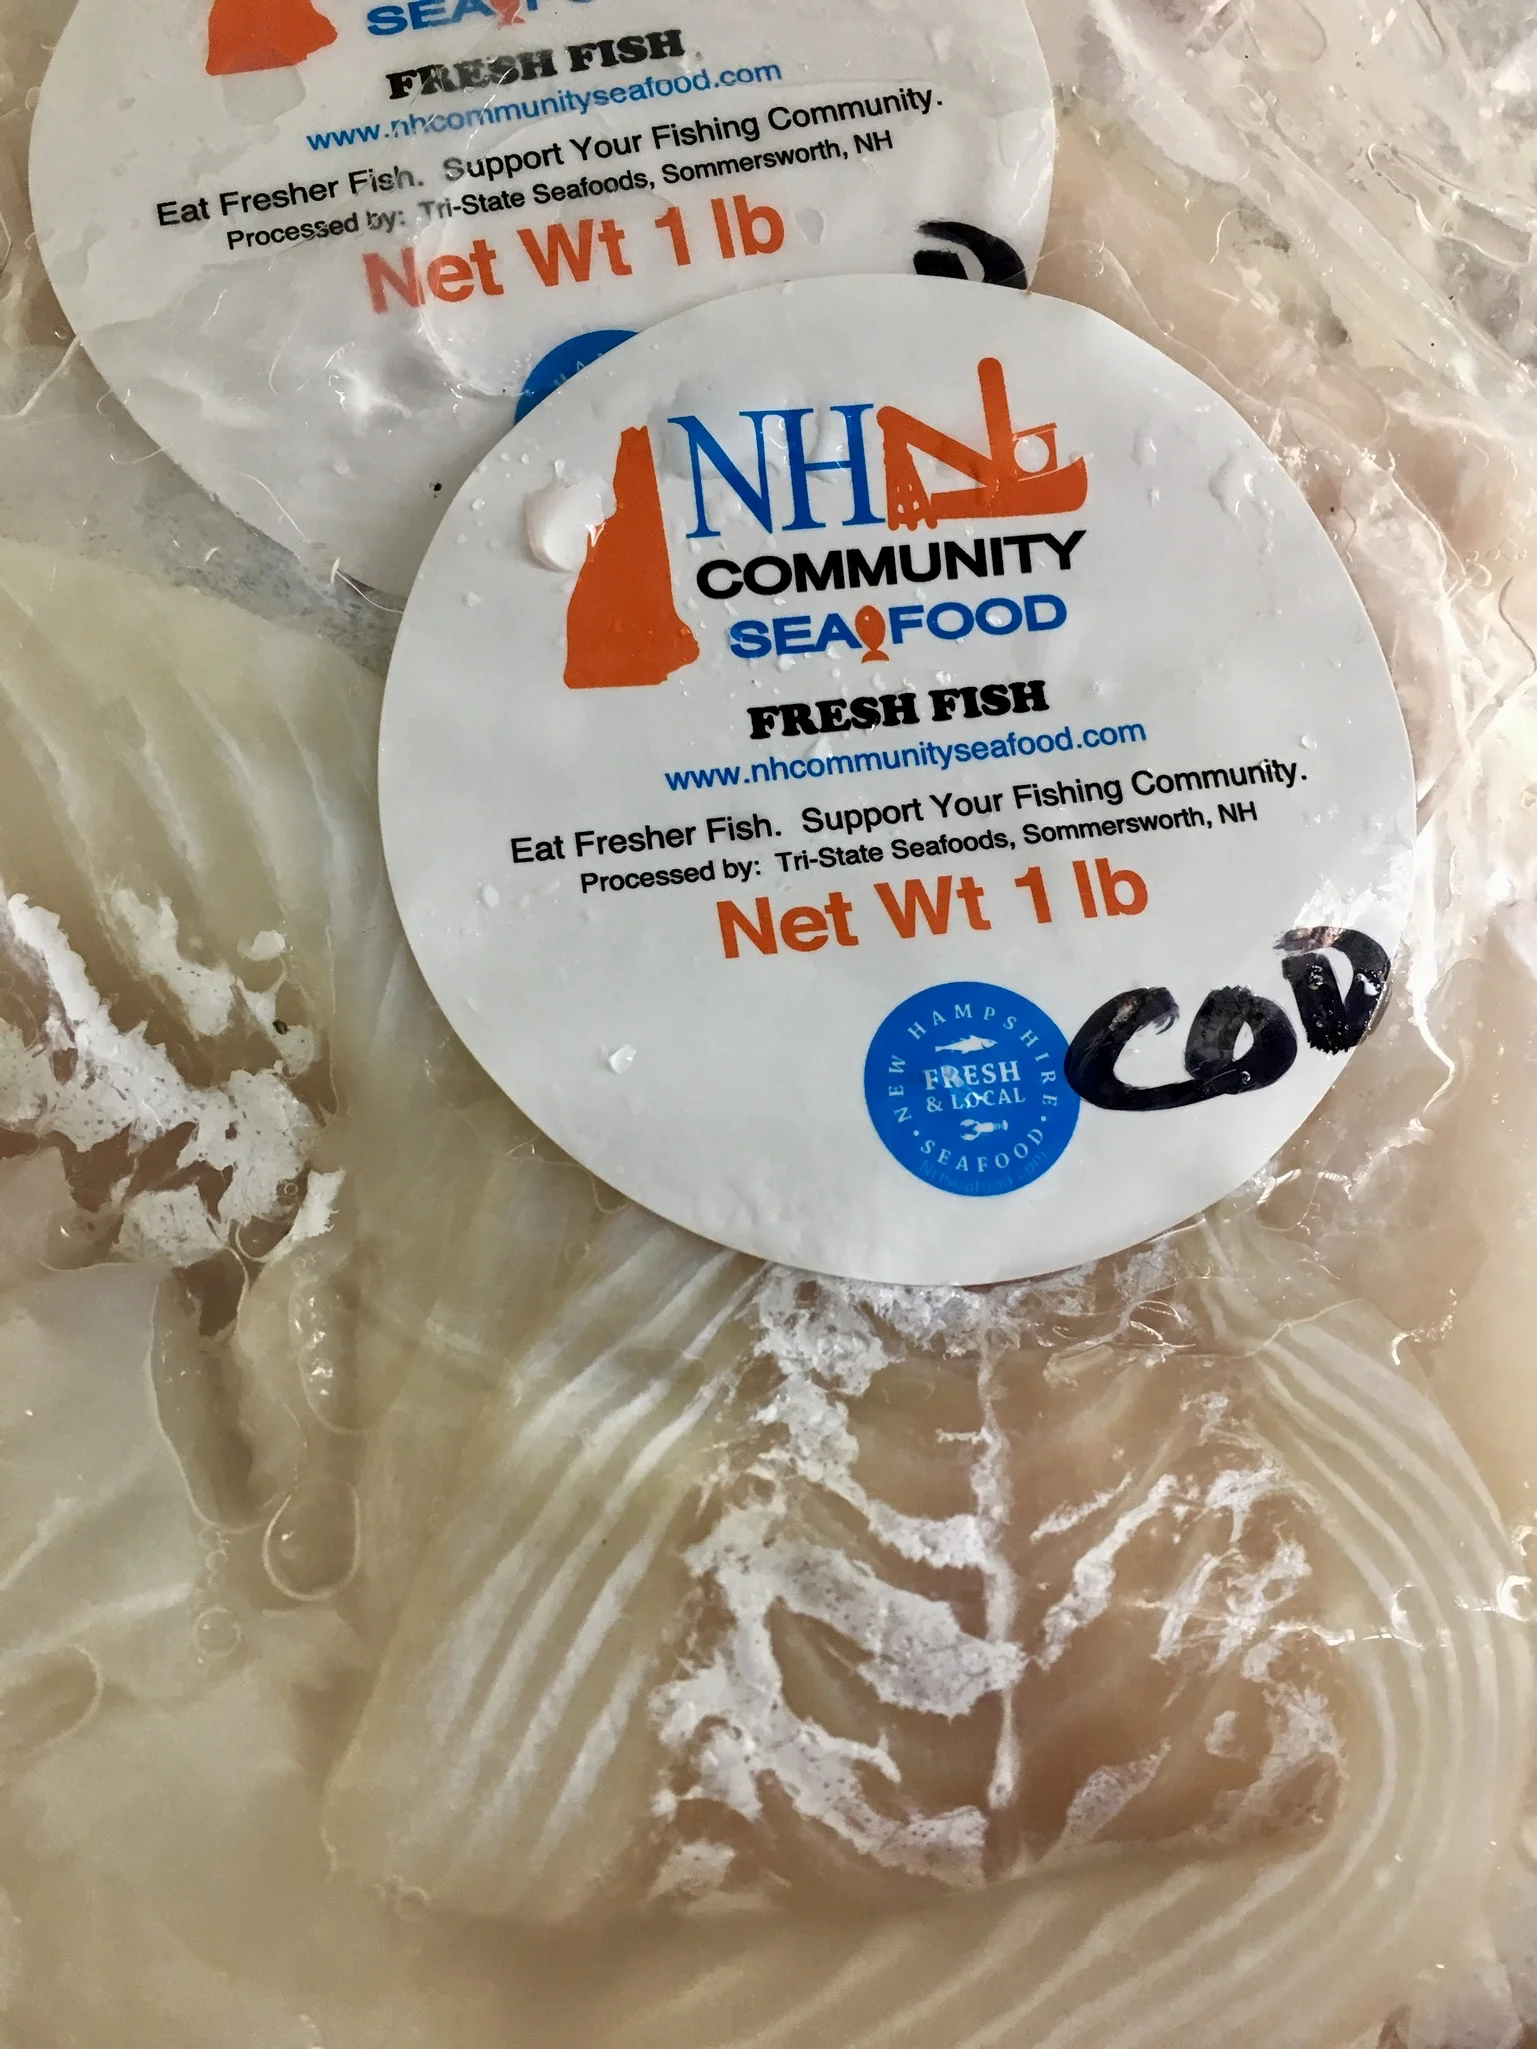 SEAFO
FRESH FISH
www.nhcommunityseafood.com
Eat Fresher Fish. Support Your Fishing Community.
Processed by: Tri-State Seafoods, Sommersworth, NH
Net Wt 1 lb
D
HA
NH
COMMUNITY
SEAFOOD
FRESH FISH
www.nhcommunityseafood.com
Eat Fresher Fish. Support Your Fishing Community.
Processed by: Tri-State Seafoods, Sommersworth, NH
Net Wt 1 lb
COD
NEW HAMPSHIRE
FRESH
& LOCAL
• SEAFOOD •